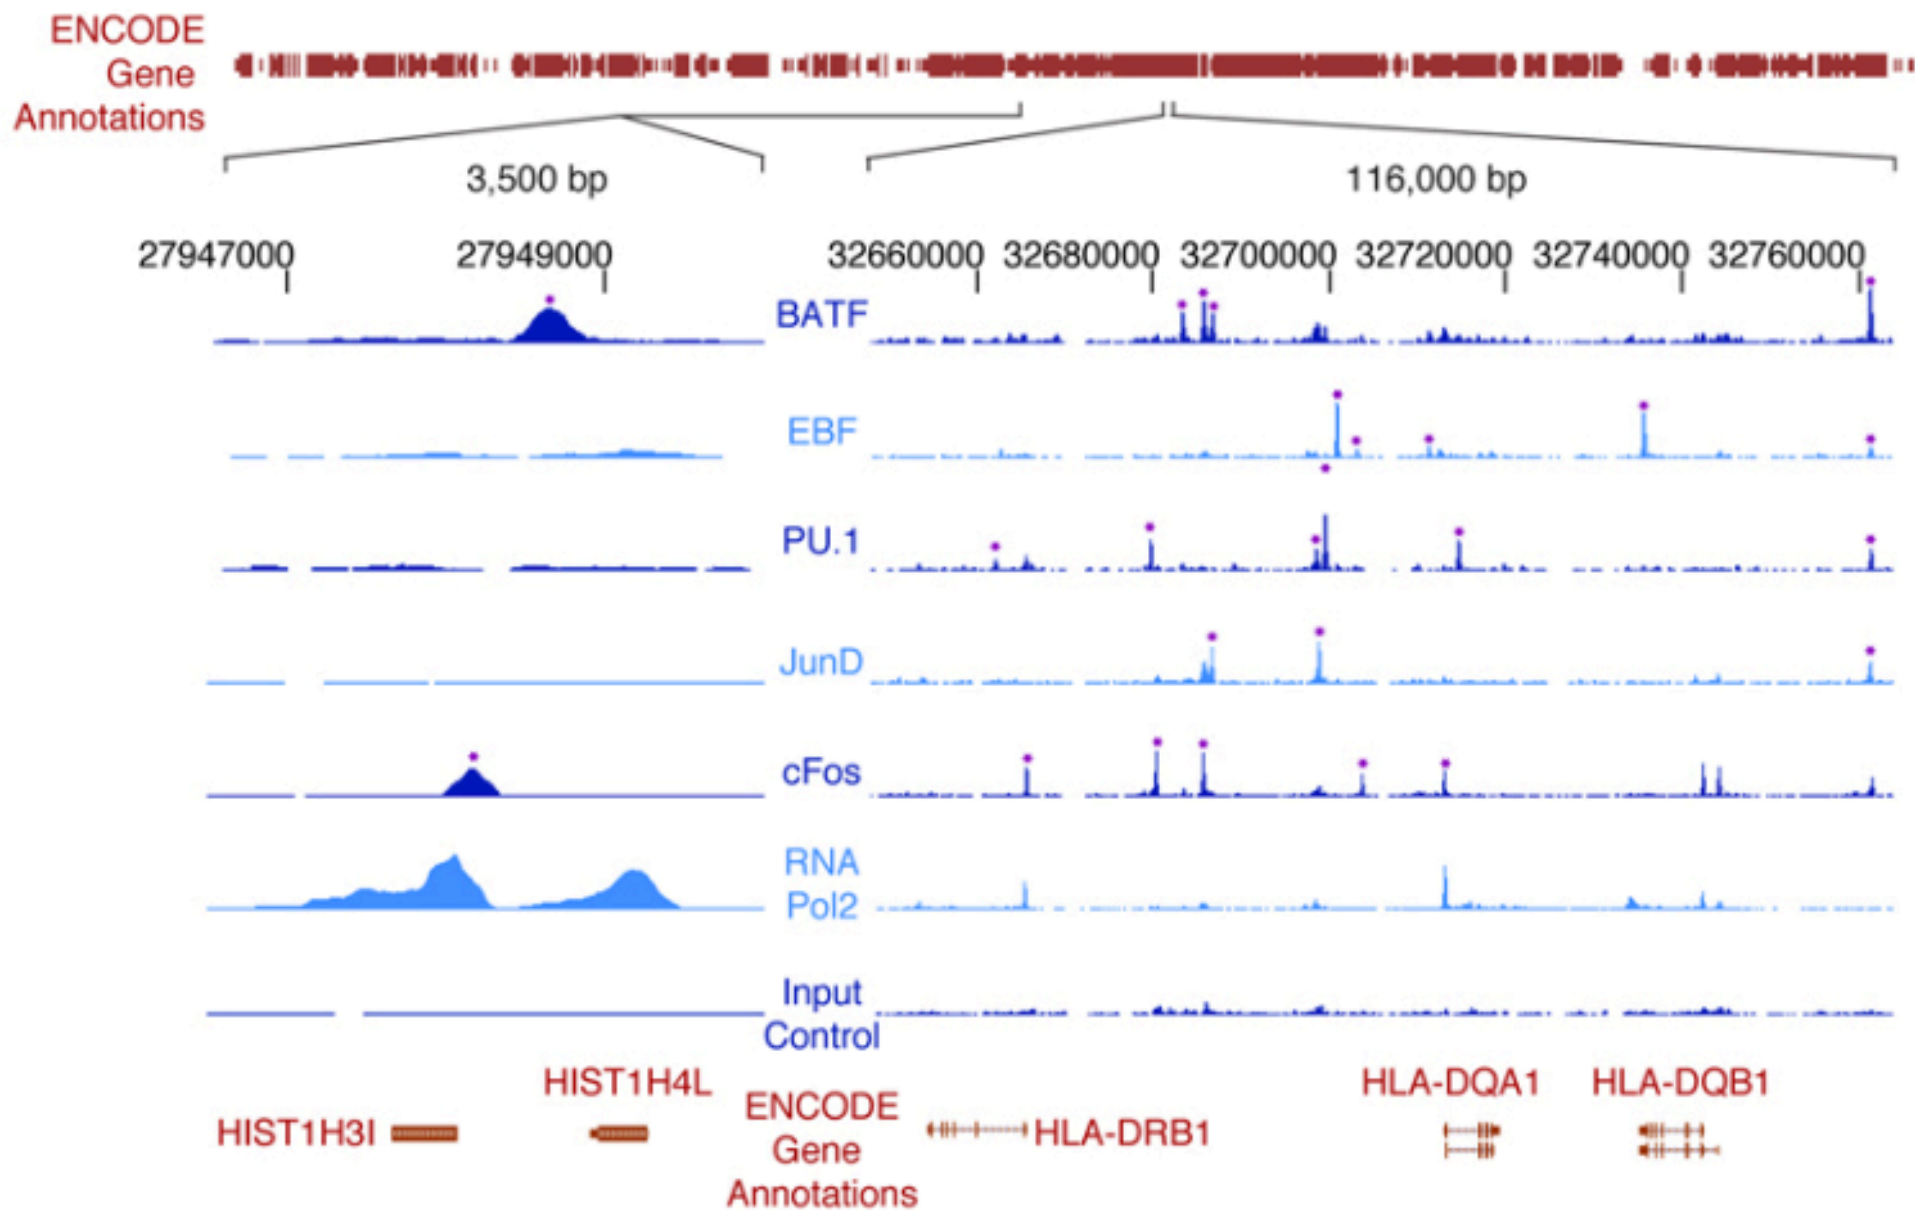 ENCODE
Gene
Annotations
3,500 bp
116,000 bp
27947000
27949000
32660000
32680000
32700000
32720000
32740000
32760000
BATF
EBF
PU.1
JunD
cFos
RNA
Pol2
Input
Control
HIST1H3I
HIST1H4L
ENCODE
Gene
Annotations
HLA-DRB1
HLA-DQA1
HLA-DQB1